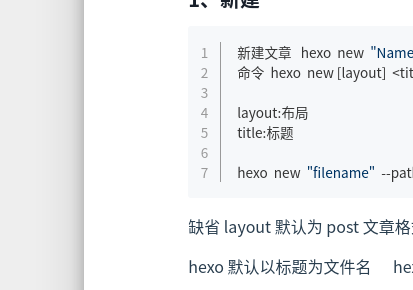 1、新建
1 新建文章 hexo new "Name
2 命令 hexo new [layout] <tit
3
4 layout:布局
5 title:标题
6
7 hexo new "filename" --path
缺省 layout 默认为 post 文章格
hexo 默认以标题为文件名 hex